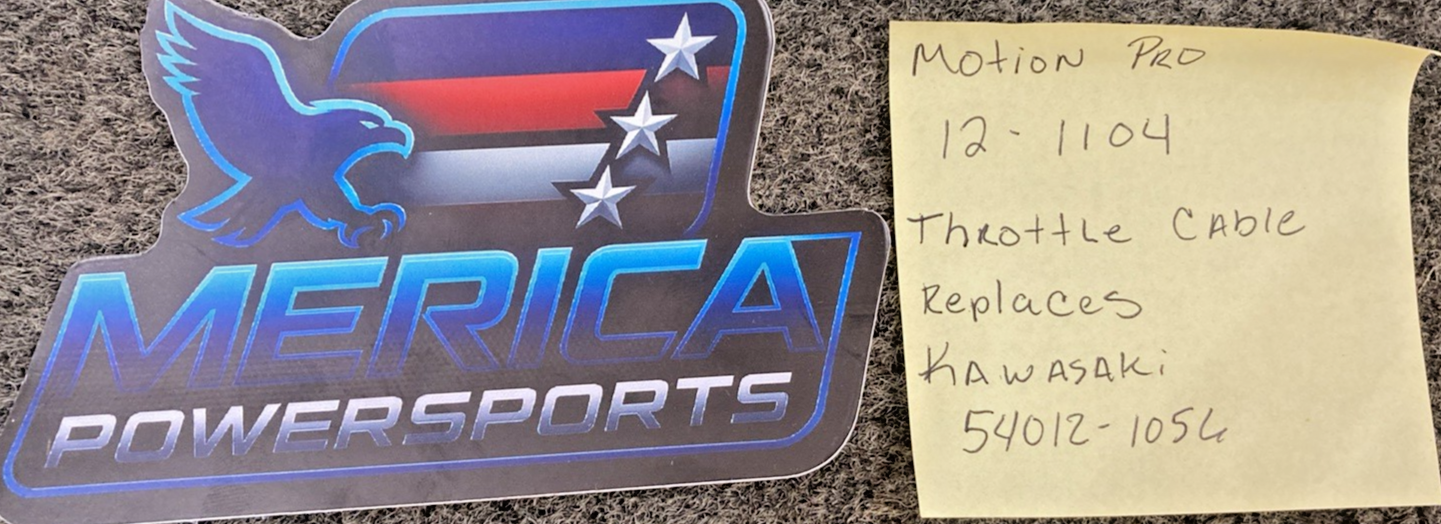 MERICA
POWERSPORTS
Motion Pro
12-1104
Throttle Cable
Replaces
Kawasaki
54012-1056